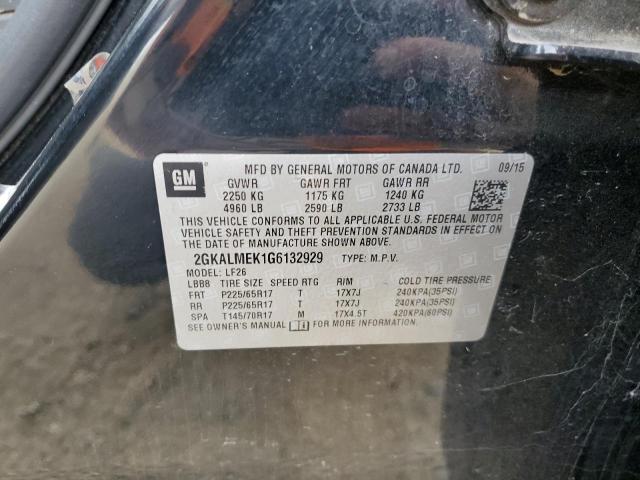 GM
MFD BY GENERAL MOTORS OF CANADA LTD. 09/15
GVWR GAWR FRT GAWR RR
2250 KG 1175 KG 1240 KG
4960 LB 2590 LB 2733 LB
THIS VEHICLE CONFORMS TO ALL APPLICABLE U.S. FEDERAL MOTOR
VEHICLE SAFETY AND THEFT PREVENTION STANDARDS IN EFFECT ON
THE DATE OF MANUFACTURE SHOWN ABOVE.
2GKALMEK1G6132929 TYPE: M.P.V.
MODEL: LF26
LBB8 TIRE SIZE SPEED RTG RIM COLD TIRE PRESSURE
FRT P225/65R17 T 17X7J 240KPA(35PSI)
RR P225/65R17 T 17X7J 240KPA(35PSI)
SPA T145/70R17 M 17X4.5T 420KPA(60PSI)
SEE OWNER'S MANUAL FOR MORE INFORMATION.